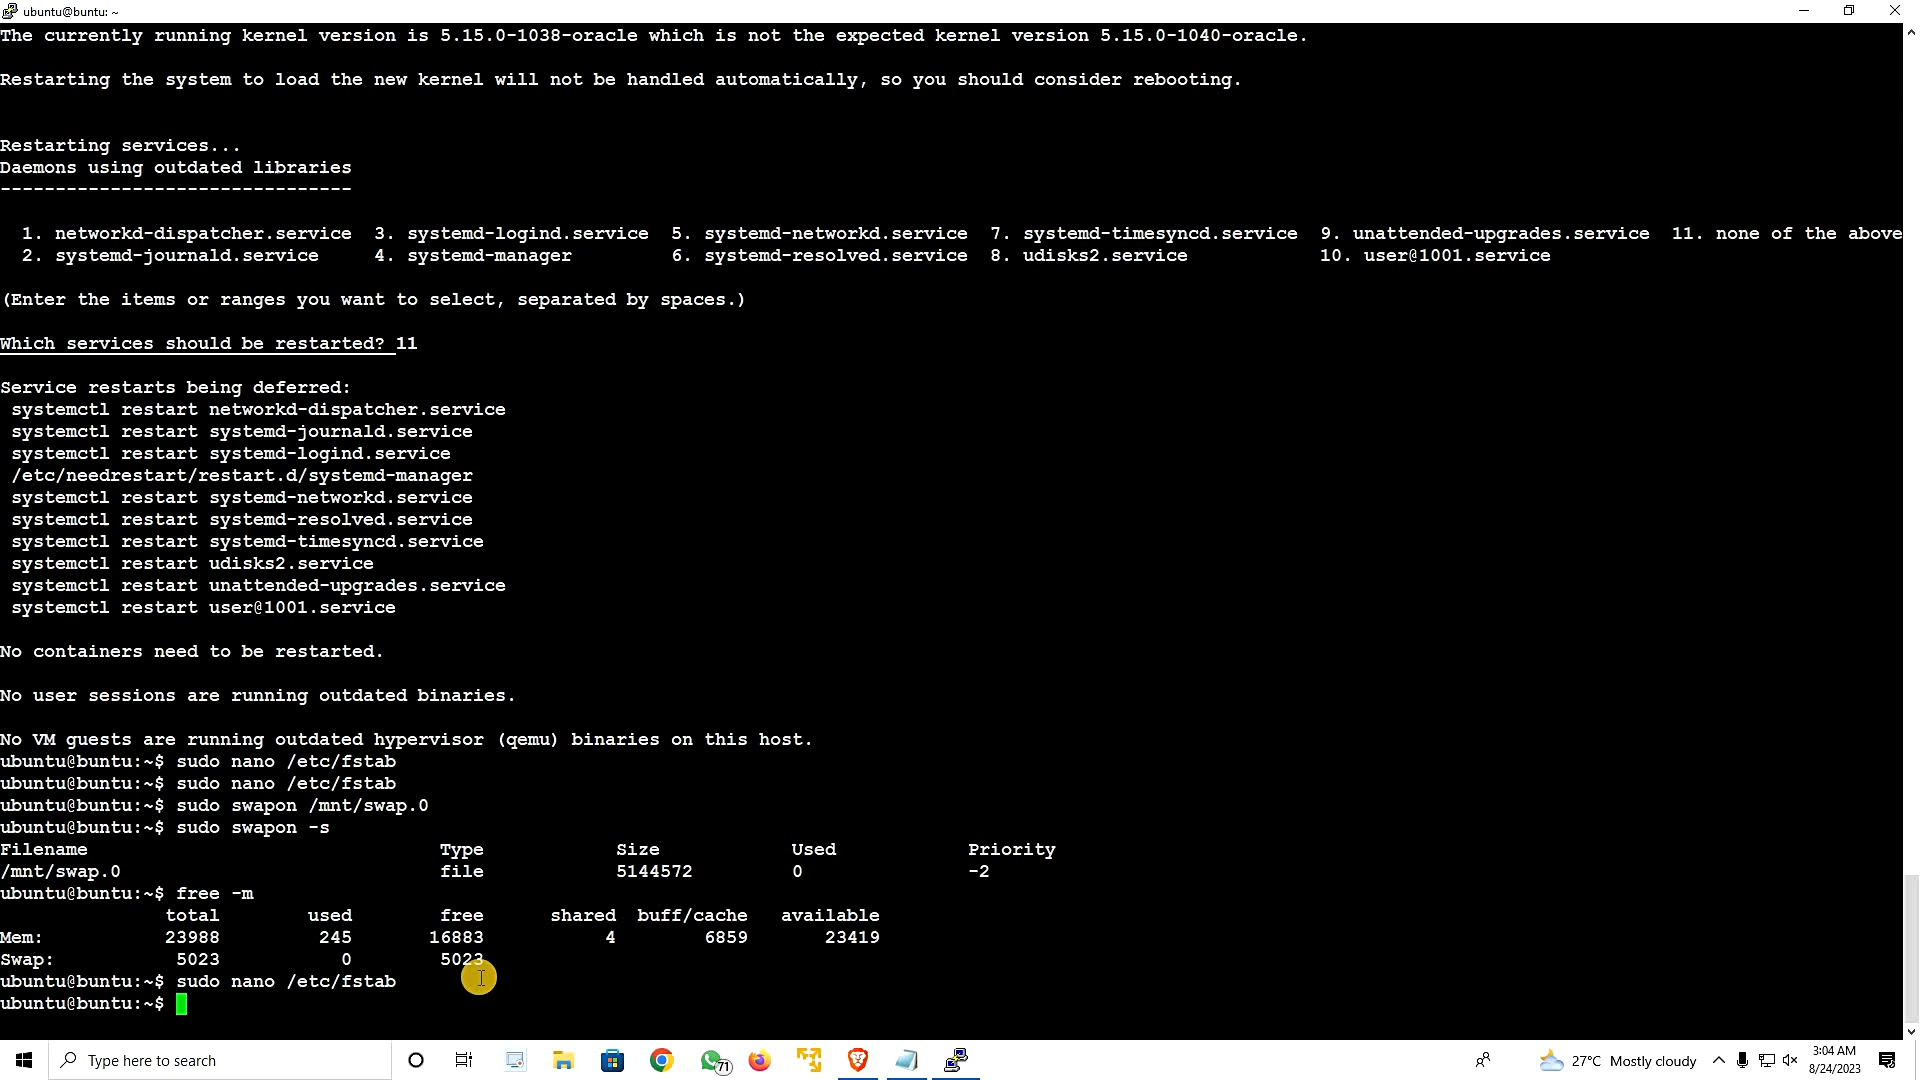 ubuntu@buntu: ~
The currently running kernel version is 5.15.0-1038-oracle which is not the expected kernel version 5.15.0-1040-oracle.
Restarting the system to load the new kernel will not be handled automatically, so you should consider rebooting.
Restarting services...
Daemons using outdated libraries
--------------------------------
1. networkd-dispatcher.service 3. systemd-logind.service 5. systemd-networkd.service 7. systemd-timesyncd.service 9. unattended-upgrades.service 11. none of the above
2. systemd-journald.service 4. systemd-manager 6. systemd-resolved.service 8. udisks2.service 10. user@1001.service
(Enter the items or ranges you want to select, separated by spaces.)
Which services should be restarted? 11
Service restarts being deferred:
systemctl restart networkd-dispatcher.service
systemctl restart systemd-journald.service
systemctl restart systemd-logind.service
/etc/needrestart/restart.d/systemd-manager
systemctl restart systemd-networkd.service
systemctl restart systemd-resolved.service
systemctl restart systemd-timesyncd.service
systemctl restart udisks2.service
systemctl restart unattended-upgrades.service
systemctl restart user@1001.service
No containers need to be restarted.
No user sessions are running outdated binaries.
No VM guests are running outdated hypervisor (qemu) binaries on this host.
ubuntu@buntu:~$ sudo nano /etc/fstab
ubuntu@buntu:~$ sudo nano /etc/fstab
ubuntu@buntu:~$ sudo swapon /mnt/swap.0
ubuntu@buntu:~$ sudo swapon -s
Filename Type Size Used Priority
/mnt/swap.0 file 5144572 0 -2
ubuntu@buntu:~$ free -m
total used free shared buff/cache available
Mem: 23988 245 16883 4 6859 23419
Swap: 5023 0 5023
ubuntu@buntu:~$ sudo nano /etc/fstab
ubuntu@buntu:~$
Type here to search
71
27°C Mostly cloudy
3:04 AM
8/24/2023